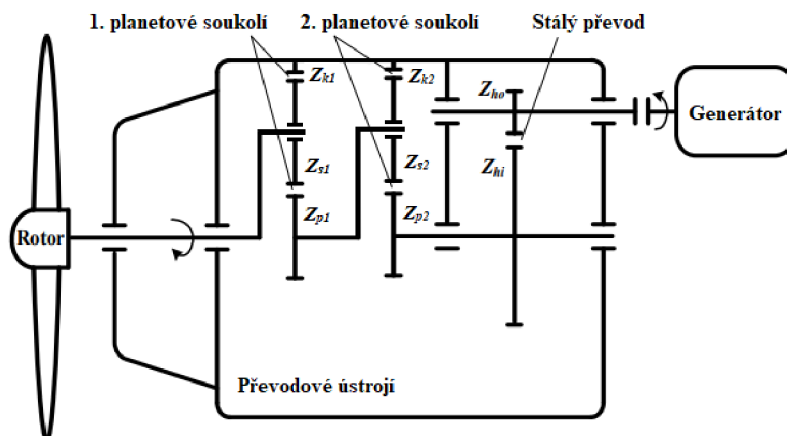 1. planetové soukolí
2. planetové soukolí
Stálý převod
Zk1
Zk2
Zho
Generátor
Zs1
Zs2
Zhi
Zp1
Zp2
Rotor
Převodové ústrojí